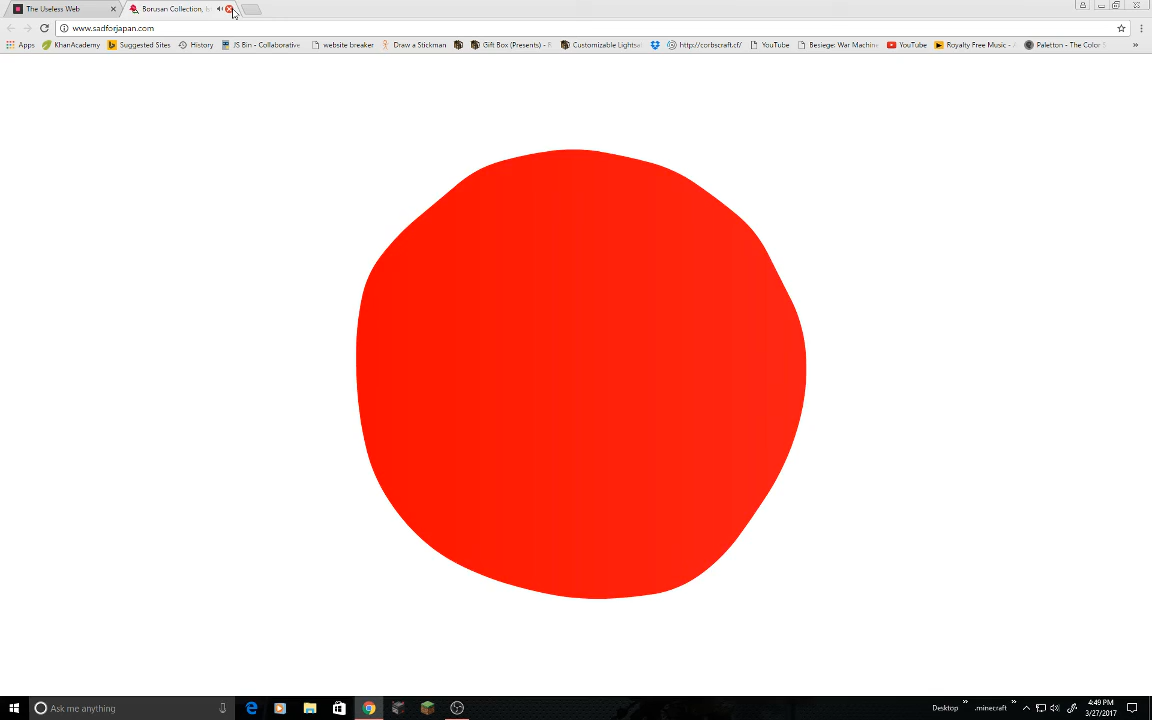 The Useless Web
Borusan Collection,
www.sadforjapan.com
Apps KhanAcademy Suggested Sites History JS Bin - Collaborative website breaker Draw a Stickman Gift Box (Presents) - F Customizable Lightsa http://corbscraft.cf/ YouTube Besiege: War Machin YouTube Royalty Free Music - Paletton - The Color
Ask me anything
Desktop » .minecraft »
4:49 PM
3/27/2017